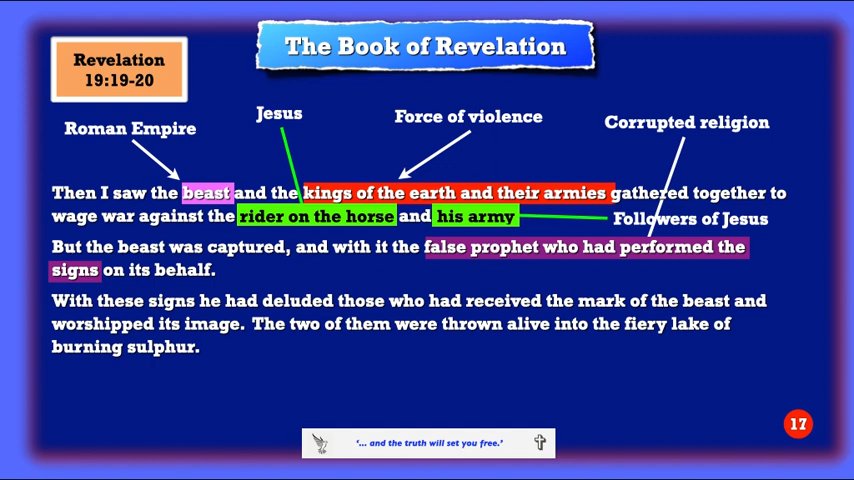 The Book of Revelation
Revelation
19:19-20
Jesus
Force of violence
Corrupted religion
Roman Empire
Then I saw the beast and the kings of the earth and their armies gathered together to
wage war against the rider on the horse and his army
Followers of Jesus
But the beast was captured, and with it the false prophet who had performed the
signs on its behalf.
With these signs he had deluded those who had received the mark of the beast and
worshipped its image. The two of them were thrown alive into the fiery lake of
burning sulphur.
17
‘... and the truth will set you free.’